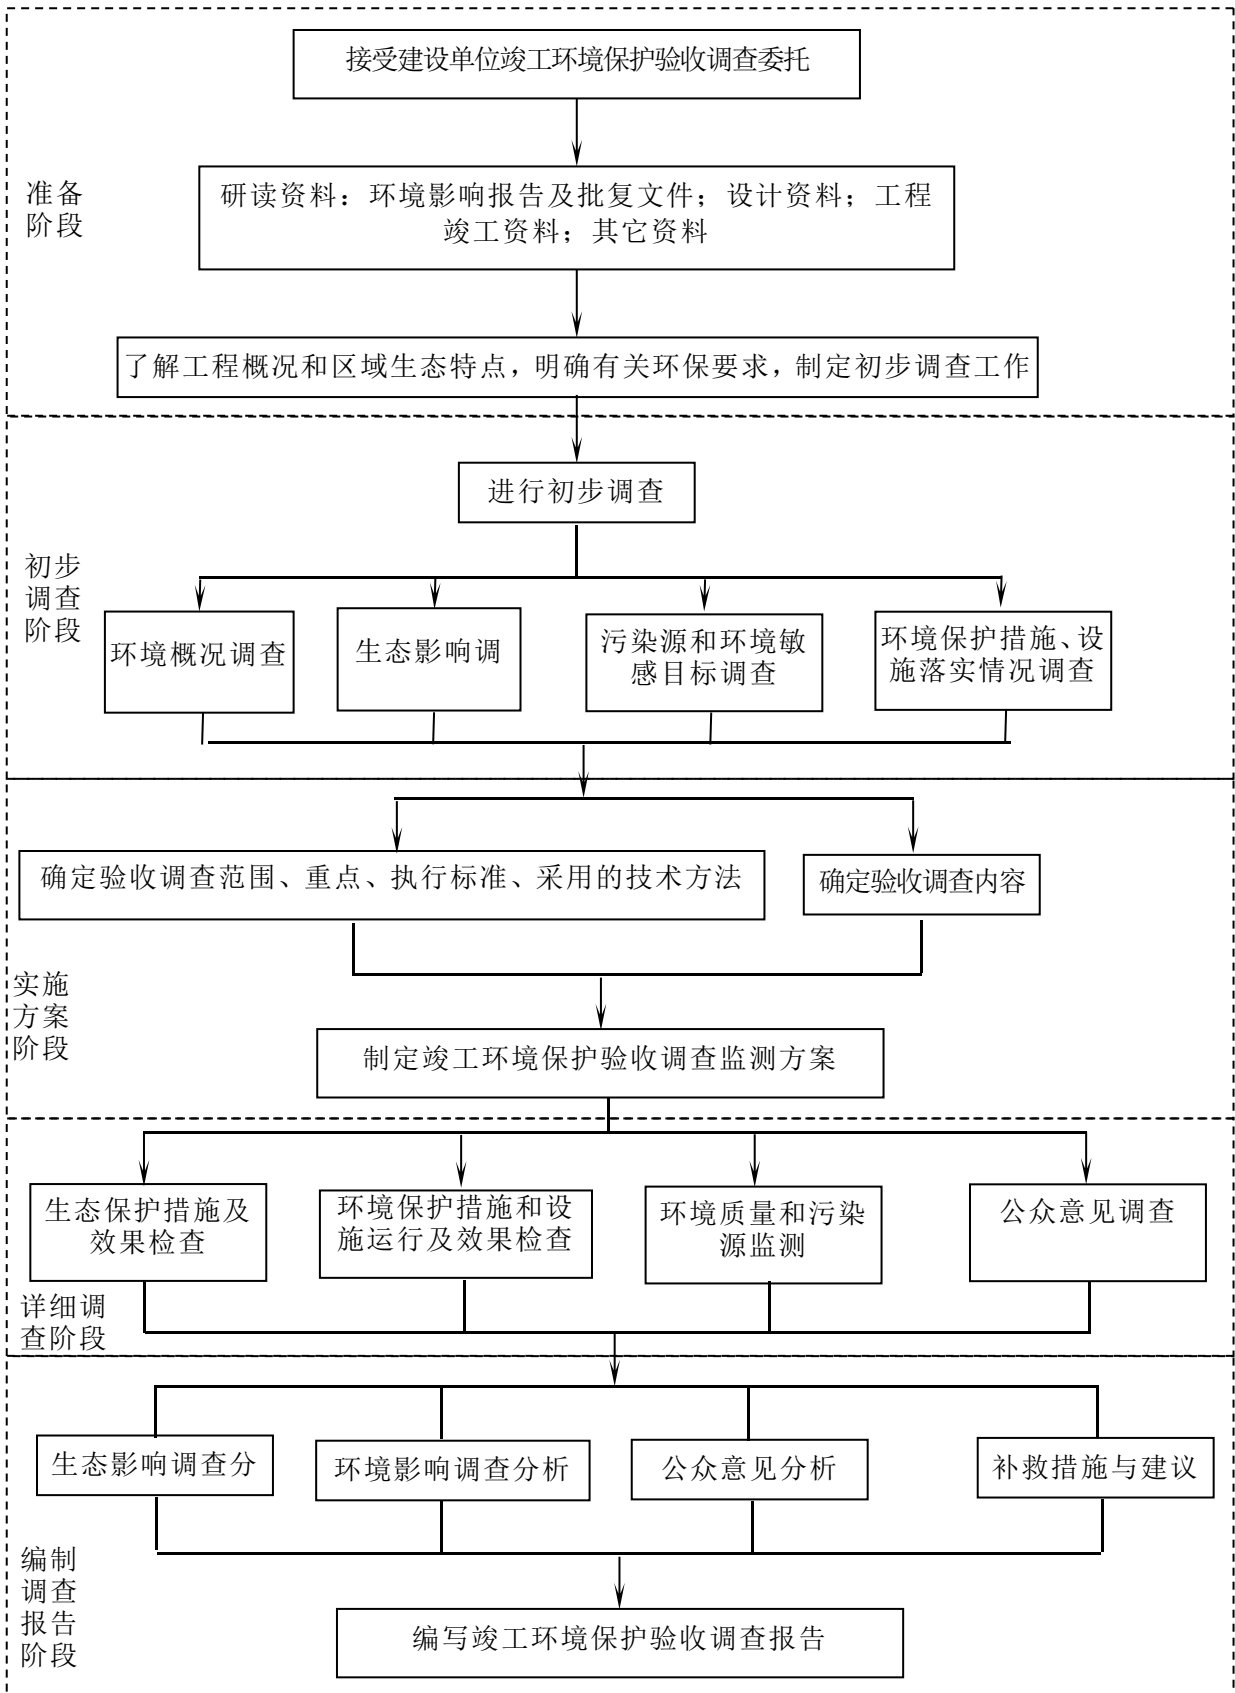 接受建设单位竣工环境保护验收调查委托
准备
阶段
研读资料：环境影响报告及批复文件；设计资料；工程
竣工资料；其它资料
了解工程概况和区域生态特点，明确有关环保要求，制定初步调查工作
进行初步调查
初步
调查
阶段
环境概况调查
生态影响调
污染源和环境敏
感目标调查
环境保护措施、设
施落实情况调查
确定验收调查范围、重点、执行标准、采用的技术方法
确定验收调查内容
实施
方案
阶段
制定竣工环境保护验收调查监测方案
生态保护措施及
效果检查
环境保护措施和设
施运行及效果检查
环境质量和污染
源监测
公众意见调查
详细调
查阶段
生态影响调查分
环境影响调查分析
公众意见分析
补救措施与建议
编制
调查
报告
阶段
编写竣工环境保护验收调查报告